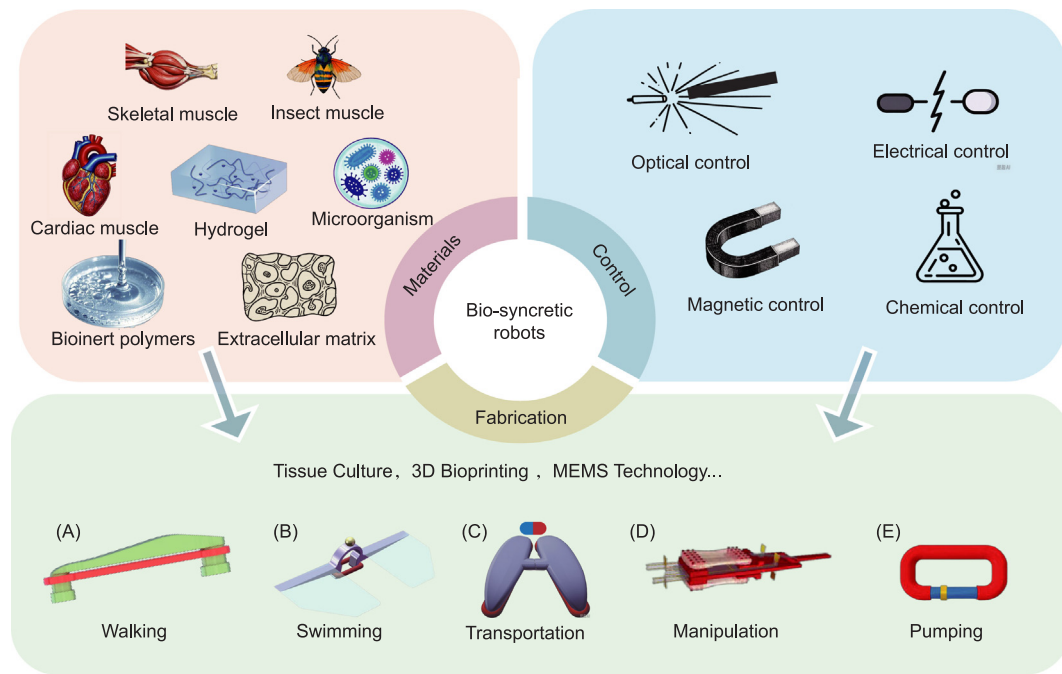 Skeletal muscle
Insect muscle
Cardiac muscle
Hydrogel
Microorganism
Bioinert polymers
Extracellular matrix
Optical control
Electrical control
Magnetic control
Chemical control
Materials
Control
Bio-syncretic
robots
Fabrication
Tissue Culture，3D Bioprinting ，MEMS Technology...
(A)
(B)
(C)
(D)
(E)
Walking
Swimming
Transportation
Manipulation
Pumping